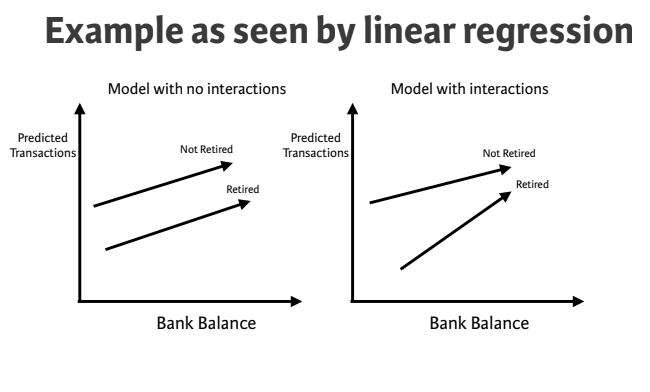 Example as seen by linear regression
Model with no interactions
Predicted
Transactions
Not Retired
Retired
Bank Balance
Model with interactions
Predicted
Transactions
Not Retired
Retired
Bank Balance